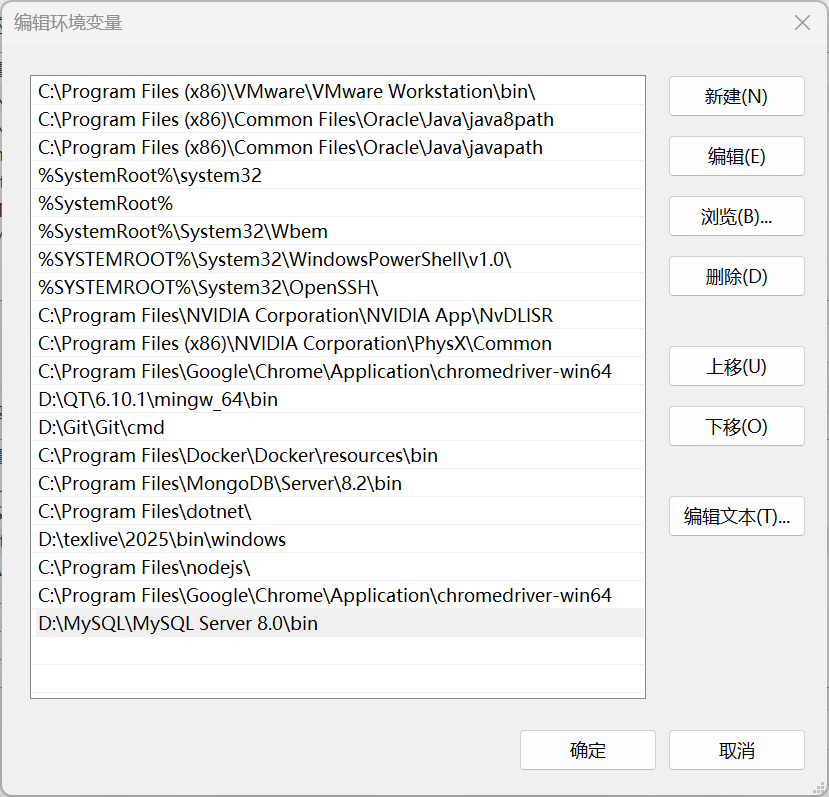 编辑环境变量
C:\Program Files (x86)\VMware\VMware Workstation\bin\
C:\Program Files (x86)\Common Files\Oracle\Java\java8path
C:\Program Files (x86)\Common Files\Oracle\Java\javapath
%SystemRoot%\system32
%SystemRoot%
%SystemRoot%\System32\Wbem
%SYSTEMROOT%\System32\WindowsPowerShell\v1.0\
%SYSTEMROOT%\System32\OpenSSH\
C:\Program Files\NVIDIA Corporation\NVIDIA App\NvDLISR
C:\Program Files (x86)\NVIDIA Corporation\PhysX\Common
C:\Program Files\Google\Chrome\Application\chromedriver-win64
D:\QT\6.10.1\mingw_64\bin
D:\Git\Git\cmd
C:\Program Files\Docker\Docker\resources\bin
C:\Program Files\MongoDB\Server\8.2\bin
C:\Program Files\dotnet\
D:\texlive\2025\bin\windows
C:\Program Files\nodejs\
C:\Program Files\Google\Chrome\Application\chromedriver-win64
D:\MySQL\MySQL Server 8.0\bin
新建(N)
编辑(E)
浏览(B)...
删除(D)
上移(U)
下移(O)
编辑文本(T)...
确定
取消